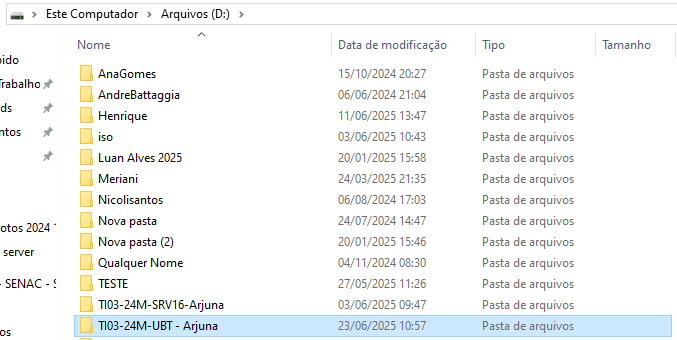 Este Computador > Arquivos (D:) >
Nome Data de modificação Tipo Tamanho
AnaGomes 15/10/2024 20:27 Pasta de arquivos
AndreBattaggia 06/06/2024 21:04 Pasta de arquivos
Henrique 11/06/2025 13:47 Pasta de arquivos
iso 03/06/2025 10:43 Pasta de arquivos
Luan Alves 2025 20/01/2025 15:58 Pasta de arquivos
Meriani 24/03/2025 21:35 Pasta de arquivos
Nicolisantos 06/08/2024 17:03 Pasta de arquivos
Nova pasta 24/07/2024 14:47 Pasta de arquivos
Nova pasta (2) 20/01/2025 15:46 Pasta de arquivos
Qualquer Nome 04/11/2024 08:30 Pasta de arquivos
TESTE 27/05/2025 11:26 Pasta de arquivos
TI03-24M-SRV16-Arjuna 03/06/2025 09:47 Pasta de arquivos
TI03-24M-UBT - Arjuna 23/06/2025 10:57 Pasta de arquivos
pido
Trabalho
ds
ntos
otos 2024 1
server
- SENAC - S
os